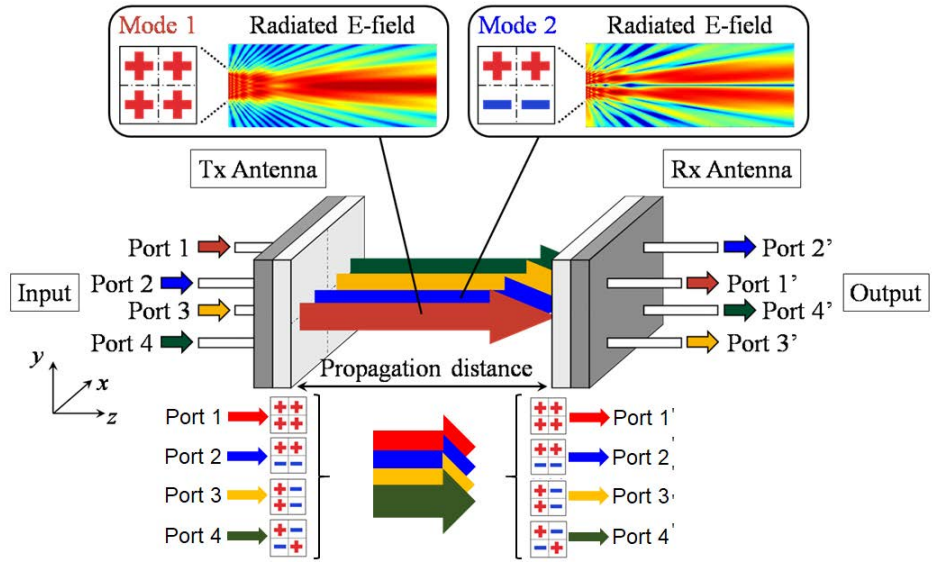 Mode 1 Radiated E-field
Mode 2 Radiated E-field
Tx Antenna
Rx Antenna
Port 1
Port 2
Port 3
Port 4
Input
Port 2’
Port 1’
Port 4’
Port 3’
Output
y
x
z
Propagation distance
Port 1
Port 2
Port 3
Port 4
Port 1'
Port 2'
Port 3'
Port 4'